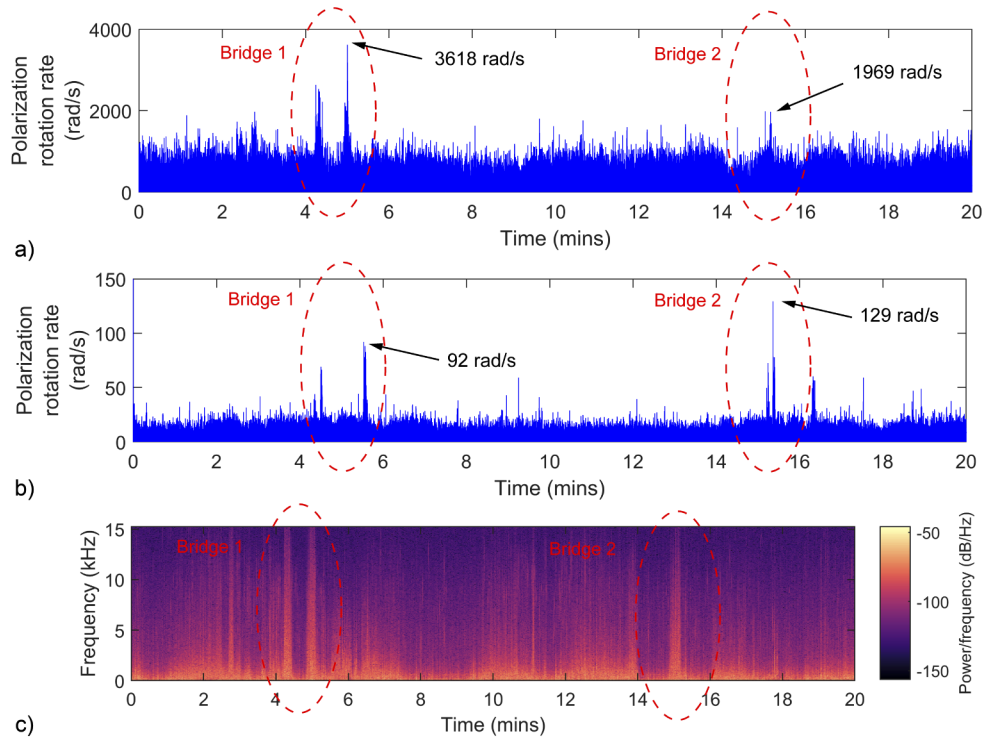 4000
2000
0
Polarization
rotation rate
(rad/s)
Bridge 1
3618 rad/s
Bridge 2
1969 rad/s
0 2 4 6 8 10 12 14 16 18 20
Time (mins)
a)
150
100
50
0
Polarization
rotation rate
(rad/s)
Bridge 1
92 rad/s
Bridge 2
129 rad/s
0 2 4 6 8 10 12 14 16 18 20
Time (mins)
b)
15
10
5
0
Frequency (kHz)
Bridge 1
Bridge 2
0 2 4 6 8 10 12 14 16 18 20
Time (mins)
c)
-50
-100
-150
Power/frequency (dB/Hz)